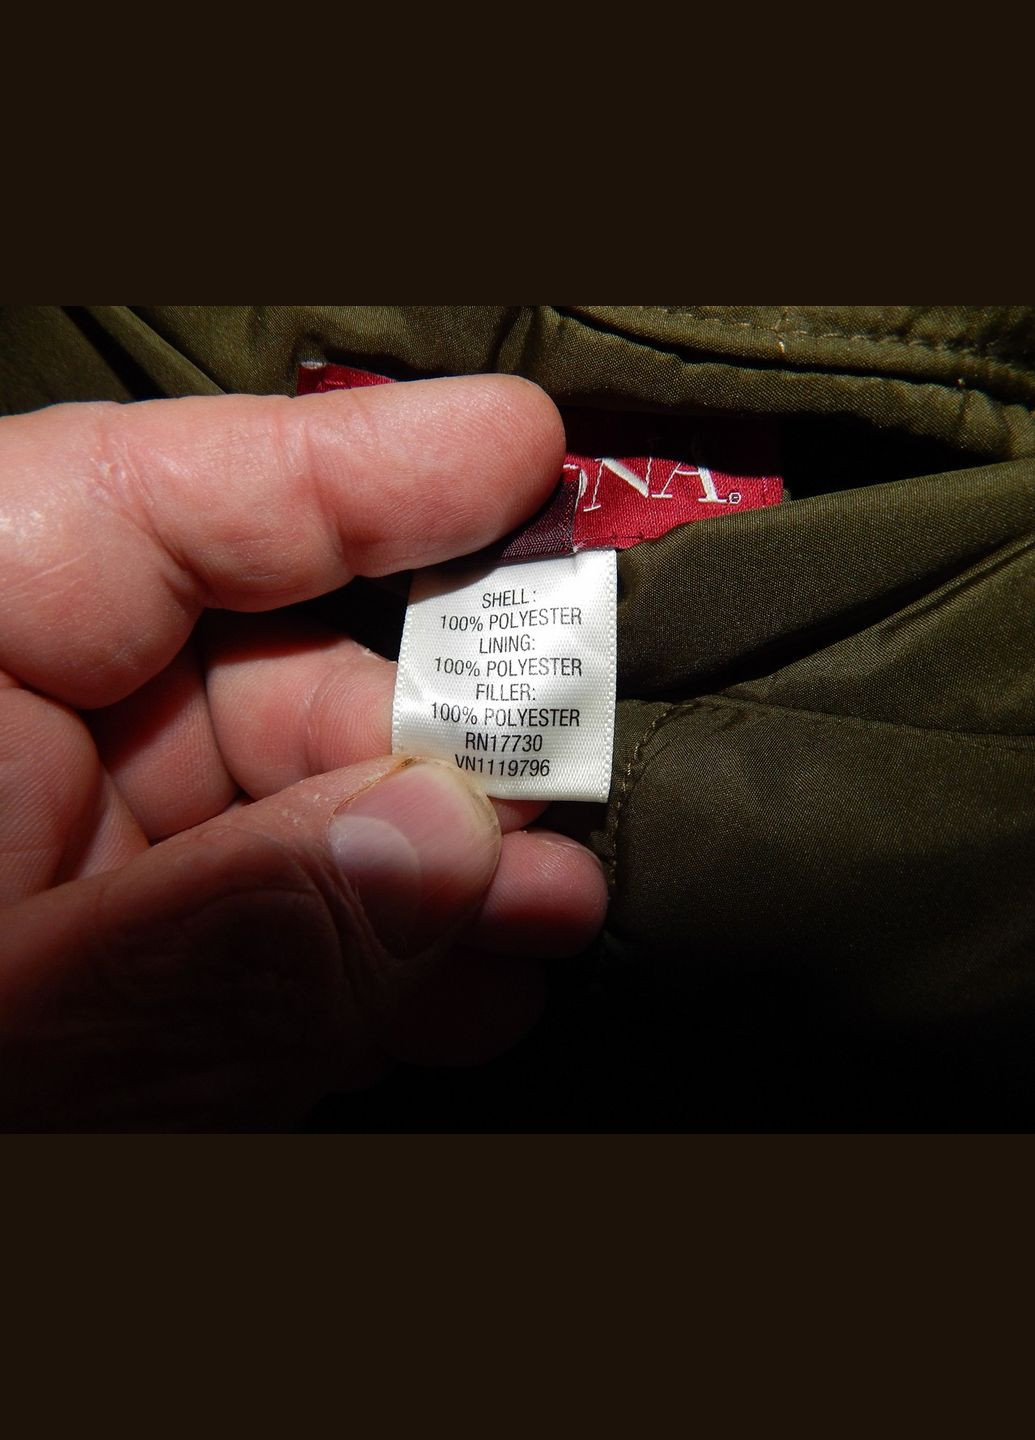 SHELL:
100% POLYESTER
LINING:
100% POLYESTER
FILLER:
100% POLYESTER
RN17730
VN1119796